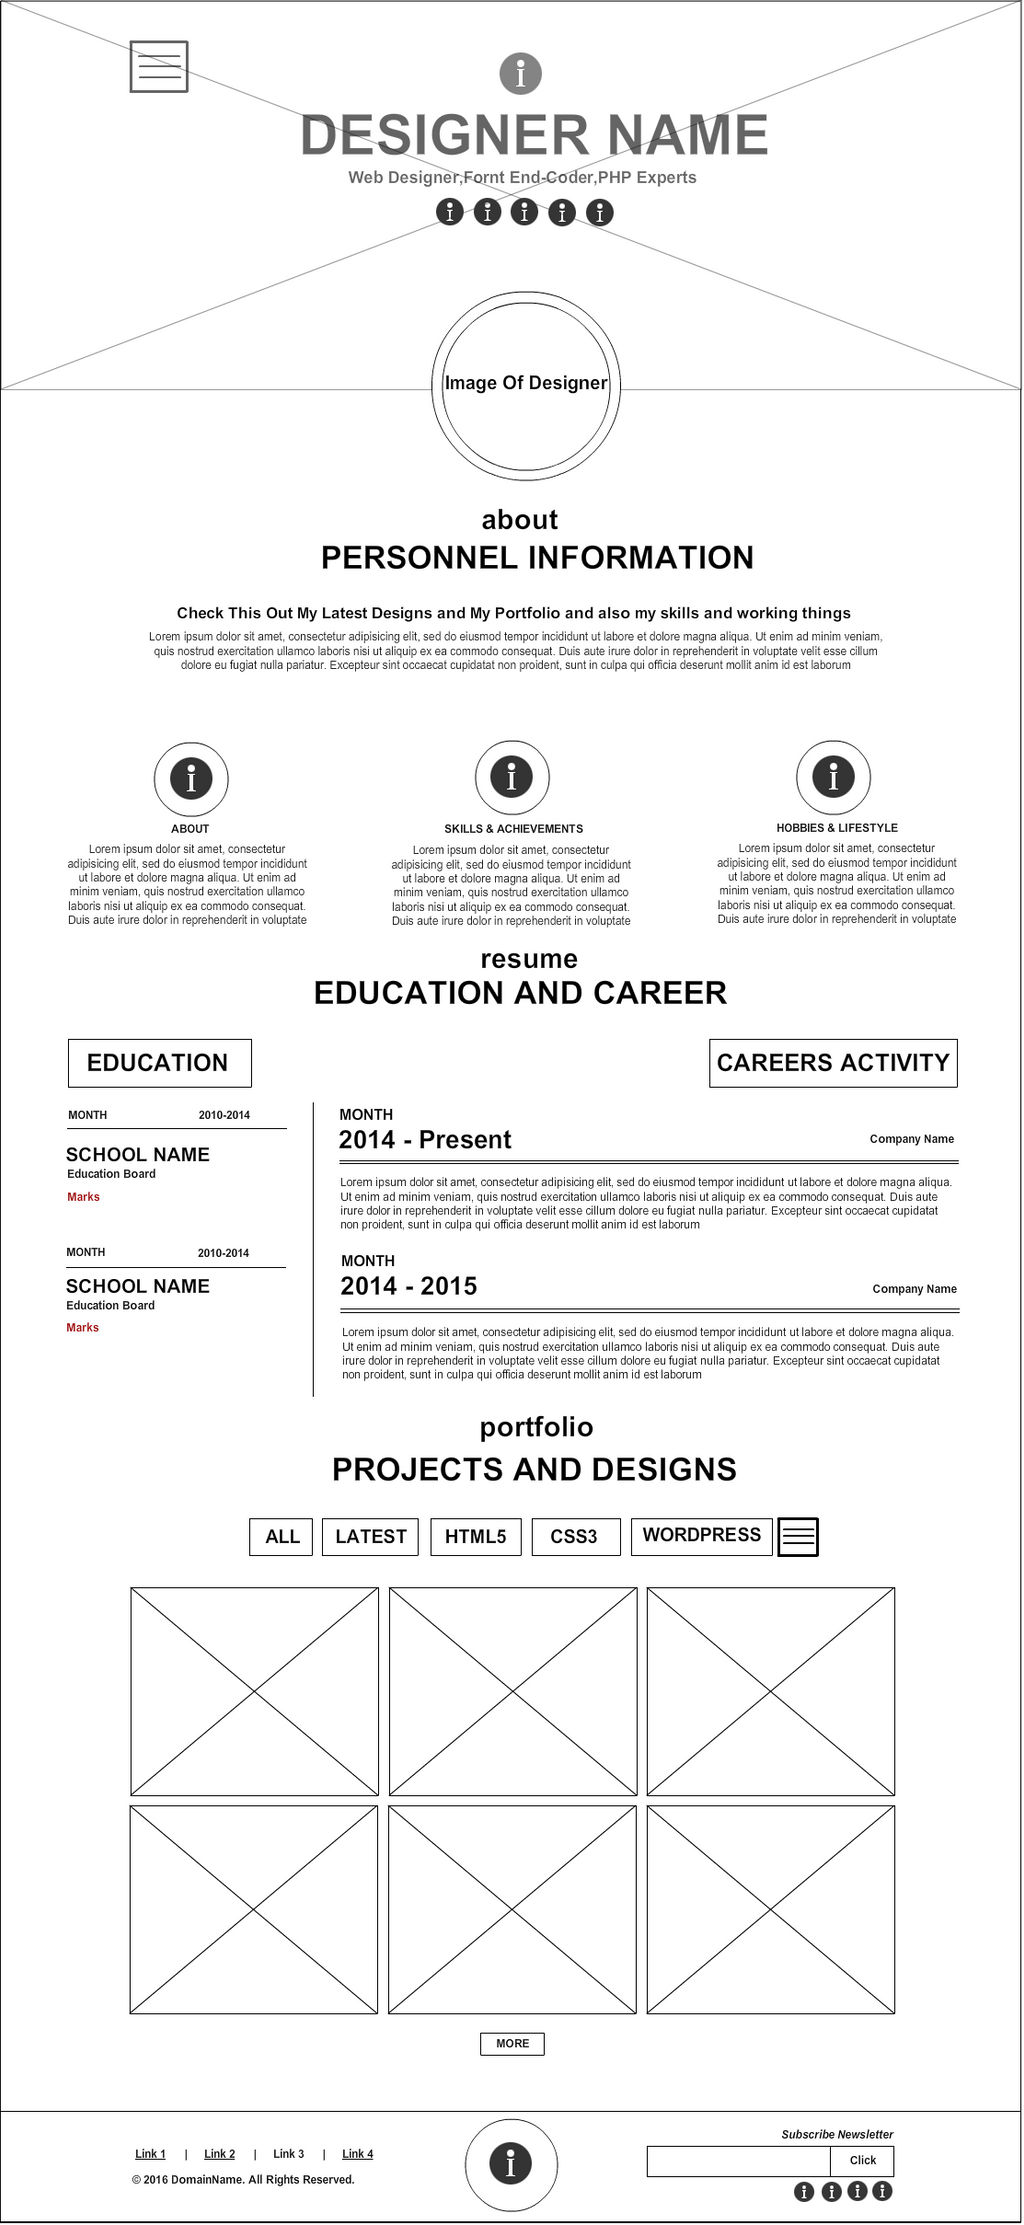 DESIGNER NAME
Web Designer,Fornt End-Coder,PHP Experts
Image Of Designer
about
PERSONNEL INFORMATION
Check This Out My Latest Designs and My Portfolio and also my skills and working things
Lorem ipsum dolor sit amet, consectetur adipisicing elit, sed do eiusmod tempor incididunt ut labore et dolore magna aliqua. Ut enim ad minim veniam,
quis nostrud exercitation ullamco laboris nisi ut aliquip ex ea commodo consequat. Duis aute irure dolor in reprehenderit in voluptate velit esse cillum
dolore eu fugiat nulla pariatur. Excepteur sint occaecat cupidatat non proident, sunt in culpa qui officia deserunt mollit anim id est laborum
ABOUT
Lorem ipsum dolor sit amet, consectetur
adipisicing elit, sed do eiusmod tempor incididunt
ut labore et dolore magna aliqua. Ut enim ad
minim veniam, quis nostrud exercitation ullamco
laboris nisi ut aliquip ex ea commodo consequat.
Duis aute irure dolor in reprehenderit in voluptate
SKILLS & ACHIEVEMENTS
Lorem ipsum dolor sit amet, consectetur
adipisicing elit, sed do eiusmod tempor incididunt
ut labore et dolore magna aliqua. Ut enim ad
minim veniam, quis nostrud exercitation ullamco
laboris nisi ut aliquip ex ea commodo consequat.
Duis aute irure dolor in reprehenderit in voluptate
HOBBIES & LIFESTYLE
Lorem ipsum dolor sit amet, consectetur
adipisicing elit, sed do eiusmod tempor incididunt
ut labore et dolore magna aliqua. Ut enim ad
minim veniam, quis nostrud exercitation ullamco
laboris nisi ut aliquip ex ea commodo consequat.
Duis aute irure dolor in reprehenderit in voluptate
resume
EDUCATION AND CAREER
EDUCATION
MONTH 2010-2014
SCHOOL NAME
Education Board
Marks
MONTH 2010-2014
SCHOOL NAME
Education Board
Marks
CAREERS ACTIVITY
MONTH
2014 - Present
Company Name
Lorem ipsum dolor sit amet, consectetur adipisicing elit, sed do eiusmod tempor incididunt ut labore et dolore magna aliqua.
Ut enim ad minim veniam, quis nostrud exercitation ullamco laboris nisi ut aliquip ex ea commodo consequat. Duis aute
irure dolor in reprehenderit in voluptate velit esse cillum dolore eu fugiat nulla pariatur. Excepteur sint occaecat cupidatat
non proident, sunt in culpa qui officia deserunt mollit anim id est laborum
MONTH
2014 - 2015
Company Name
Lorem ipsum dolor sit amet, consectetur adipisicing elit, sed do eiusmod tempor incididunt ut labore et dolore magna aliqua.
Ut enim ad minim veniam, quis nostrud exercitation ullamco laboris nisi ut aliquip ex ea commodo consequat. Duis aute
irure dolor in reprehenderit in voluptate velit esse cillum dolore eu fugiat nulla pariatur. Excepteur sint occaecat cupidatat
non proident, sunt in culpa qui officia deserunt mollit anim id est laborum
portfolio
PROJECTS AND DESIGNS
ALL LATEST HTML5 CSS3 WORDPRESS
MORE
Link 1 | Link 2 | Link 3 | Link 4
© 2016 DomainName. All Rights Reserved.
Subscribe Newsletter
Click